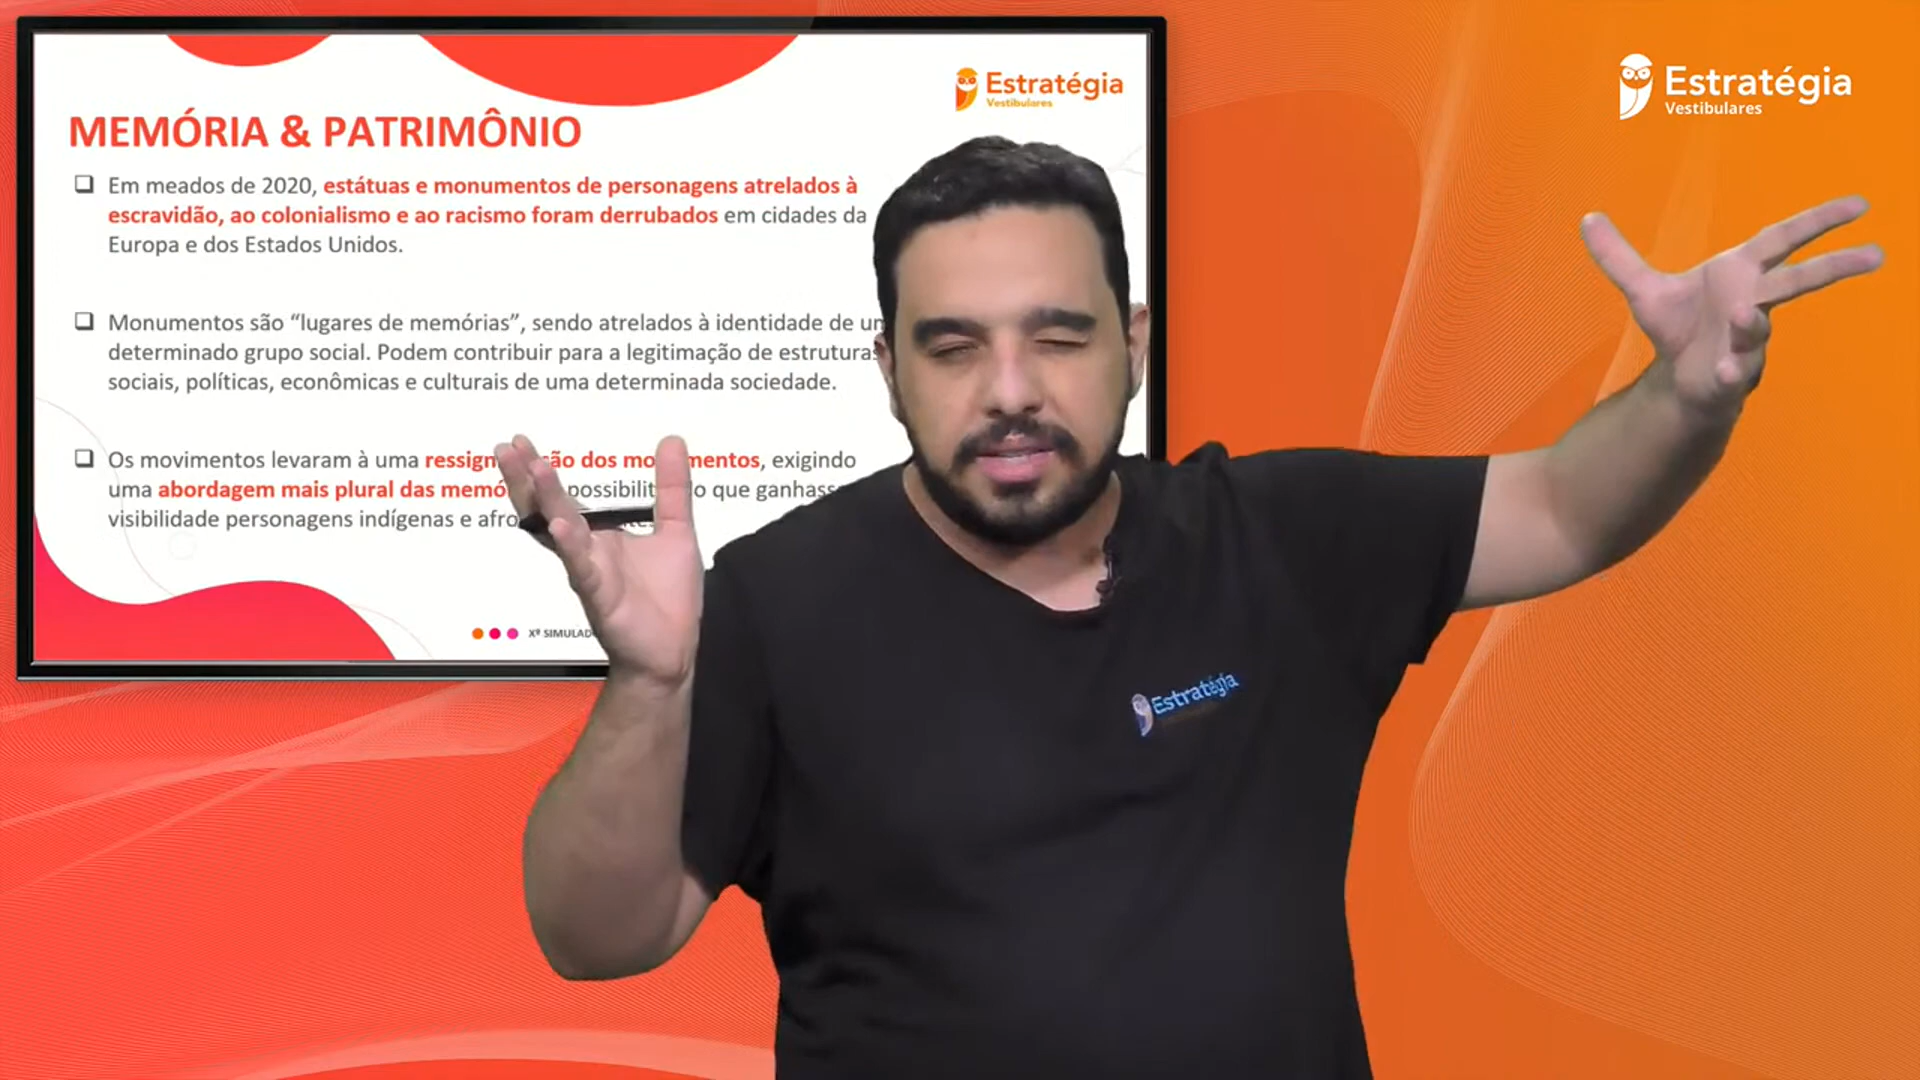 MEMÓRIA & PATRIMÔNIO
Estratégia
Vestibulares
Em meados de 2020, estátuas e monumentos de personagens atrelados à
escravidão, ao colonialismo e ao racismo foram derrubados em cidades da
Europa e dos Estados Unidos.
Monumentos são “lugares de memórias”, sendo atrelados à identidade de
determinado grupo social. Podem contribuir para a legitimação de estruturas
sociais, políticas, econômicas e culturais de uma determinada sociedade.
Os movimentos levaram à uma dos, exigindo
uma abordagem mais plural das que
visibilidade personagens indígenas e
Xº
Estratégia
Vestibulares
Estratégia